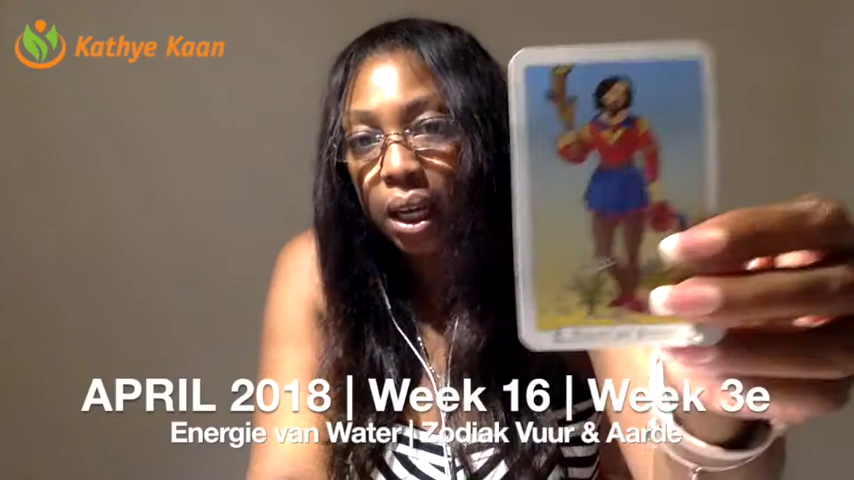 Kathye Kaan
APRIL 2018 | Week 16 | Week 3e
Energie van Water | Zodiak Vuur & Aarde